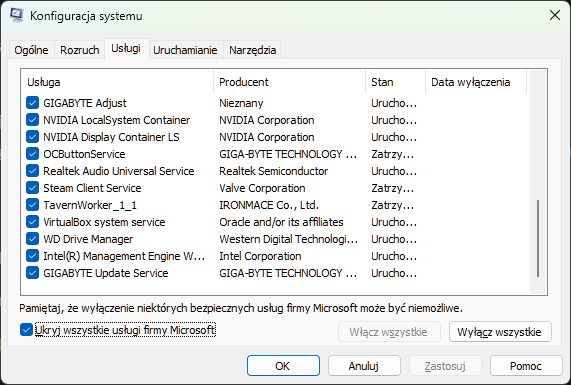 Konfiguracja systemu
Ogólne Rozruch Usługi Uruchamianie Narzędzia
Usługa Producent Stan Data wyłączenia
GIGABYTE Adjust Nieznany Urucho...
NVIDIA LocalSystem Container NVIDIA Corporation Urucho...
NVIDIA Display Container LS NVIDIA Corporation Urucho...
OCButtonService GIGA-BYTE TECHNOLOGY ... Zatrzy...
Realtek Audio Universal Service Realtek Semiconductor Urucho...
Steam Client Service Valve Corporation Zatrzy...
TavernWorker_1_1 IRONMACE Co., Ltd. Zatrzy...
VirtualBox system service Oracle and/or its affiliates Urucho...
WD Drive Manager Western Digital Technologi... Urucho...
Intel(R) Management Engine W... Intel Corporation Urucho...
GIGABYTE Update Service GIGA-BYTE TECHNOLOGY ... Urucho...
Pamiętaj, że wyłączenie niektórych bezpiecznych usług firmy Microsoft może być niemożliwe.
Ukryj wszystkie usługi firmy Microsoft Włącz wszystkie Wyłącz wszystkie
OK Anuluj Zastosuj Pomoc